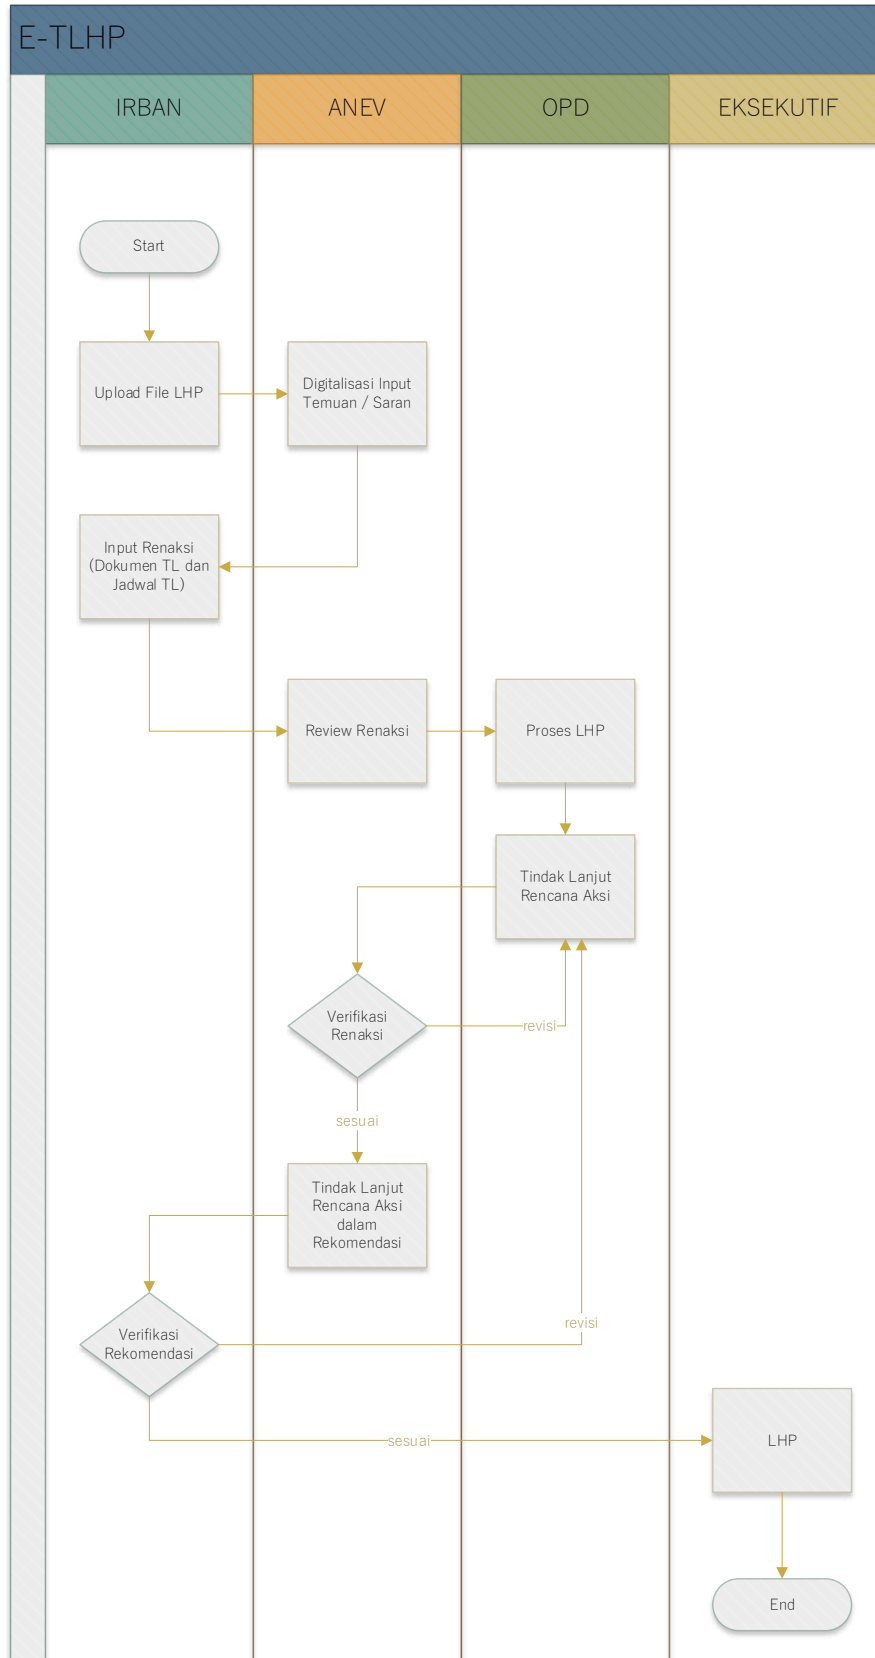 E-TLHP
IRBAN
ANEV
OPD
EKSEKUTIF
Start
Upload File LHP
Digitalisasi Input
Temuan / Saran
Input Renaksi
(Dokumen TL dan
Jadwal TL)
Review Renaksi
Proses LHP
Tindak Lanjut
Rencana Aksi
Verifikasi
Renaksi
revisi
sesuai
Tindak Lanjut
Rencana Aksi
dalam
Rekomendasi
Verifikasi
Rekomendasi
revisi
sesuai
LHP
End